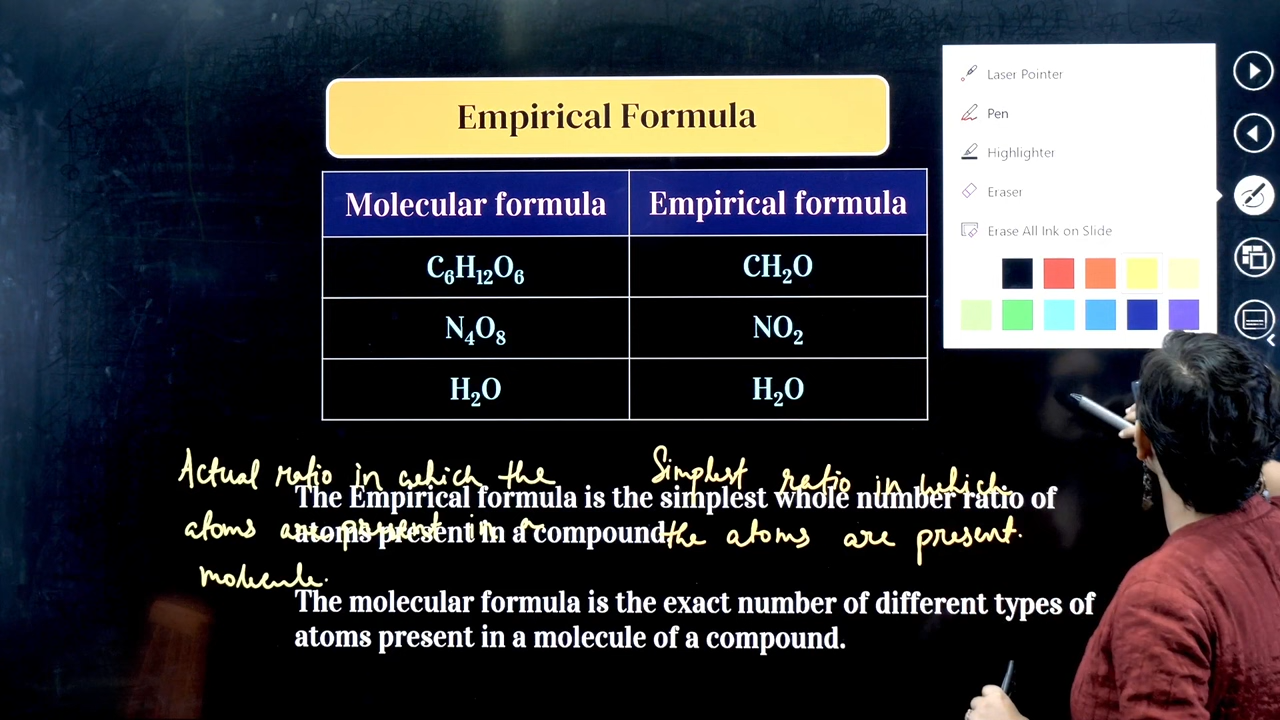 Empirical Formula
Molecular formula Empirical formula
C₆H₁₂O₆ CH₂O
N₄O₈ NO₂
H₂O H₂O
Actual ratio in which the
atoms are present in a
molecule.
Simplest ratio in which
the atoms are present.
The Empirical formula is the simplest whole number ratio of
atoms present in a compound.
The molecular formula is the exact number of different types of
atoms present in a molecule of a compound.
Laser Pointer
Pen
Highlighter
Eraser
Erase All Ink on Slide